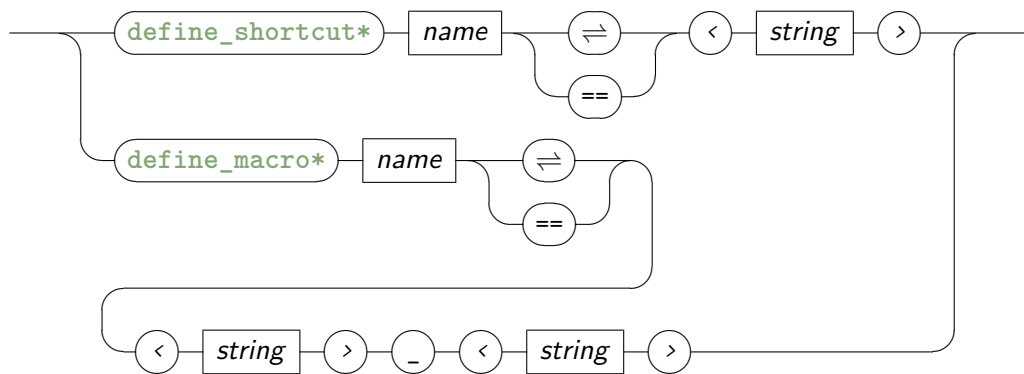 define_shortcut* name ⇌ < string >
==
define_macro* name ⇌
==
< string > _ < string >